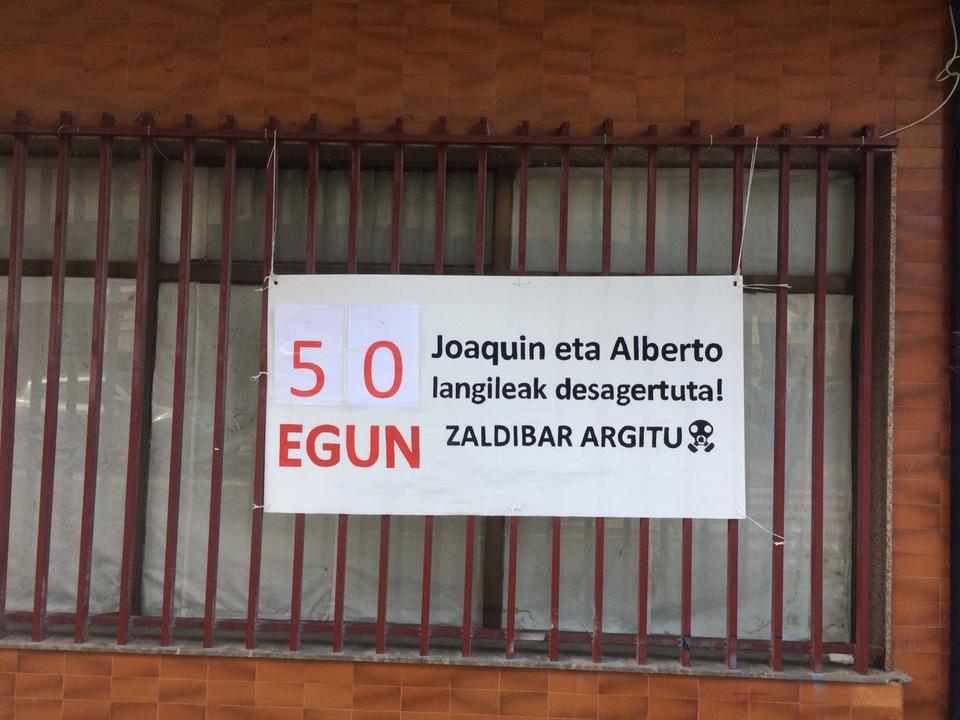 50
EGUN
Joaquin eta Alberto
langileak desagertuta!
ZALDIBAR ARGITU